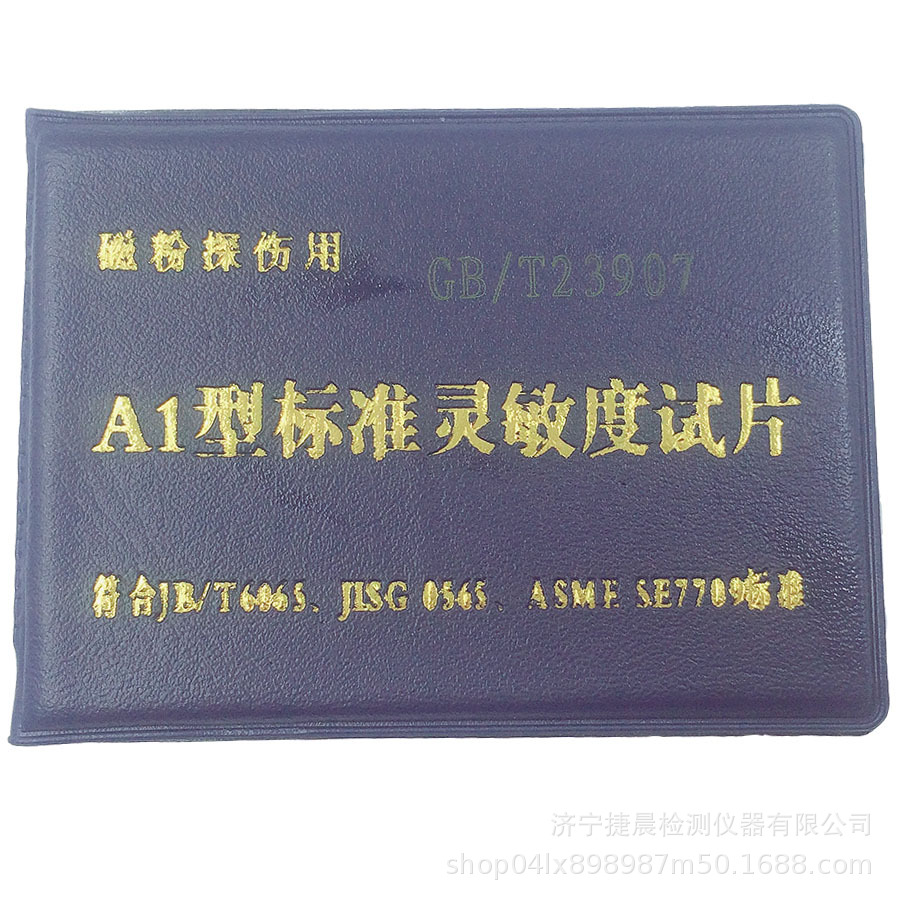 磁粉探伤用
GB/T23907
A1型标准灵敏度试片
符合JB/T6065、JISG 0565、ASME SE7709标准
济宁捷晨检测仪器有限公司
shop04lx898987m50.1688.com